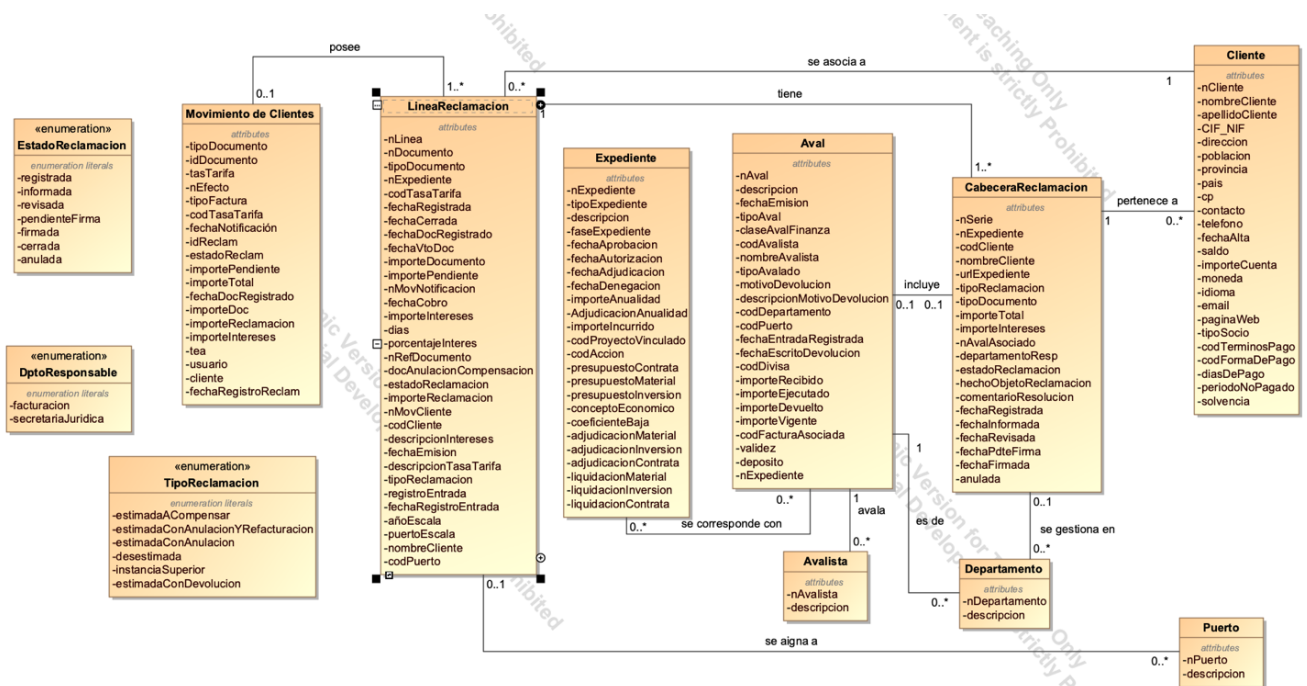 posee
0..1
1..*
se asocia a
0..*
1
tiene
1
1..*
pertenece a
1
0..*
incluye
0..1
0..1
se corresponde con
0..*
0..*
avala
1
0..*
es de
1
0..*
se gestiona en
0..1
0..*
se aigna a
0..1
0..*
«enumeration»
EstadoReclamacion
enumeration literals
-registrada
-informada
-revisada
-pendienteFirma
-firmada
-cerrada
-anulada
«enumeration»
DptoResponsable
enumeration literals
-facturacion
-secretariaJuridica
«enumeration»
TipoReclamacion
enumeration literals
-estimadaACompensar
-estimadaConAnulacionYRefacturacion
-estimadaConAnulacion
-desestimada
-instanciaSuperior
-estimadaConDevolucion
Movimiento de Clientes
attributes
-tipoDocumento
-idDocumento
-tasTarifa
-nEfecto
-tipoFactura
-codTasaTarifa
-fechaNotificación
-idReclam
-estadoReclam
-importePendiente
-importeTotal
-fechaDocRegistrado
-importeDoc
-importeReclamacion
-importeIntereses
-tea
-usuario
-cliente
-fechaRegistroReclam
LineaReclamacion
attributes
-nLinea
-nDocumento
-tipoDocumento
-nExpediente
-codTasaTarifa
-fechaRegistrada
-fechaCerrada
-fechaDocRegistrado
-fechaVtoDoc
-importeDocumento
-importePendiente
-nMovNotificacion
-fechaCobro
-importeIntereses
-dias
-porcentajeInteres
-nRefDocumento
-docAnulacionCompensacion
-estadoReclamacion
-importeReclamacion
-nMovCliente
-codCliente
-descripcionIntereses
-fechaEmision
-descripcionTasaTarifa
-tipoReclamacion
-registroEntrada
-fechaRegistroEntrada
-añoEscala
-puertoEscala
-nombreCliente
-codPuerto
Expediente
attributes
-nExpediente
-tipoExpediente
-descripcion
-faseExpediente
-fechaAprobacion
-fechaAutorizacion
-fechaAdjudicacion
-fechaDenegacion
-importeAnualidad
-AdjudicacionAnualidad
-importeIncurrido
-codProyectoVinculado
-codAccion
-presupuestoContrata
-presupuestoMaterial
-presupuestoInversion
-conceptoEconomico
-coeficienteBaja
-adjudicacionMaterial
-adjudicacionInversion
-adjudicacionContrata
-liquidacionMaterial
-liquidacionInversion
-liquidacionContrata
Aval
attributes
-nAval
-descripcion
-fechaEmision
-tipoAval
-claseAvalFinanza
-codAvalista
-nombreAvalista
-tipoAvalado
-motivoDevolucion
-descripcionMotivoDevolucion
-codDepartamento
-codPuerto
-fechaEntradaRegistrada
-fechaEscritoDevolucion
-codDivisa
-importeRecibido
-importeEjecutado
-importeDevuelto
-importeVigente
-codFacturaAsociada
-validez
-deposito
-nExpediente
CabeceraReclamacion
attributes
-nSerie
-nExpediente
-codCliente
-nombreCliente
-urlExpediente
-tipoReclamacion
-tipoDocumento
-importeTotal
-importeIntereses
-nAvalAsociado
-departamentoResp
-estadoReclamacion
-hechoObjetoReclamacion
-comentarioResolucion
-fechaRegistrada
-fechaInformada
-fechaRevisada
-fechaPdteFirma
-fechaFirmada
-anulada
Cliente
attributes
-nCliente
-nombreCliente
-apellidoCliente
-CIF_NIF
-direccion
-poblacion
-provincia
-pais
-cp
-contacto
-telefono
-fechaAlta
-saldo
-importeCuenta
-moneda
-idioma
-email
-paginaWeb
-tipoSocio
-codTerminosPago
-codFormaDePago
-diasDePago
-periodoNoPagado
-solvencia
Avalista
attributes
-nAvalista
-descripcion
Departamento
attributes
-nDepartamento
-descripcion
Puerto
attributes
-nPuerto
-descripcion